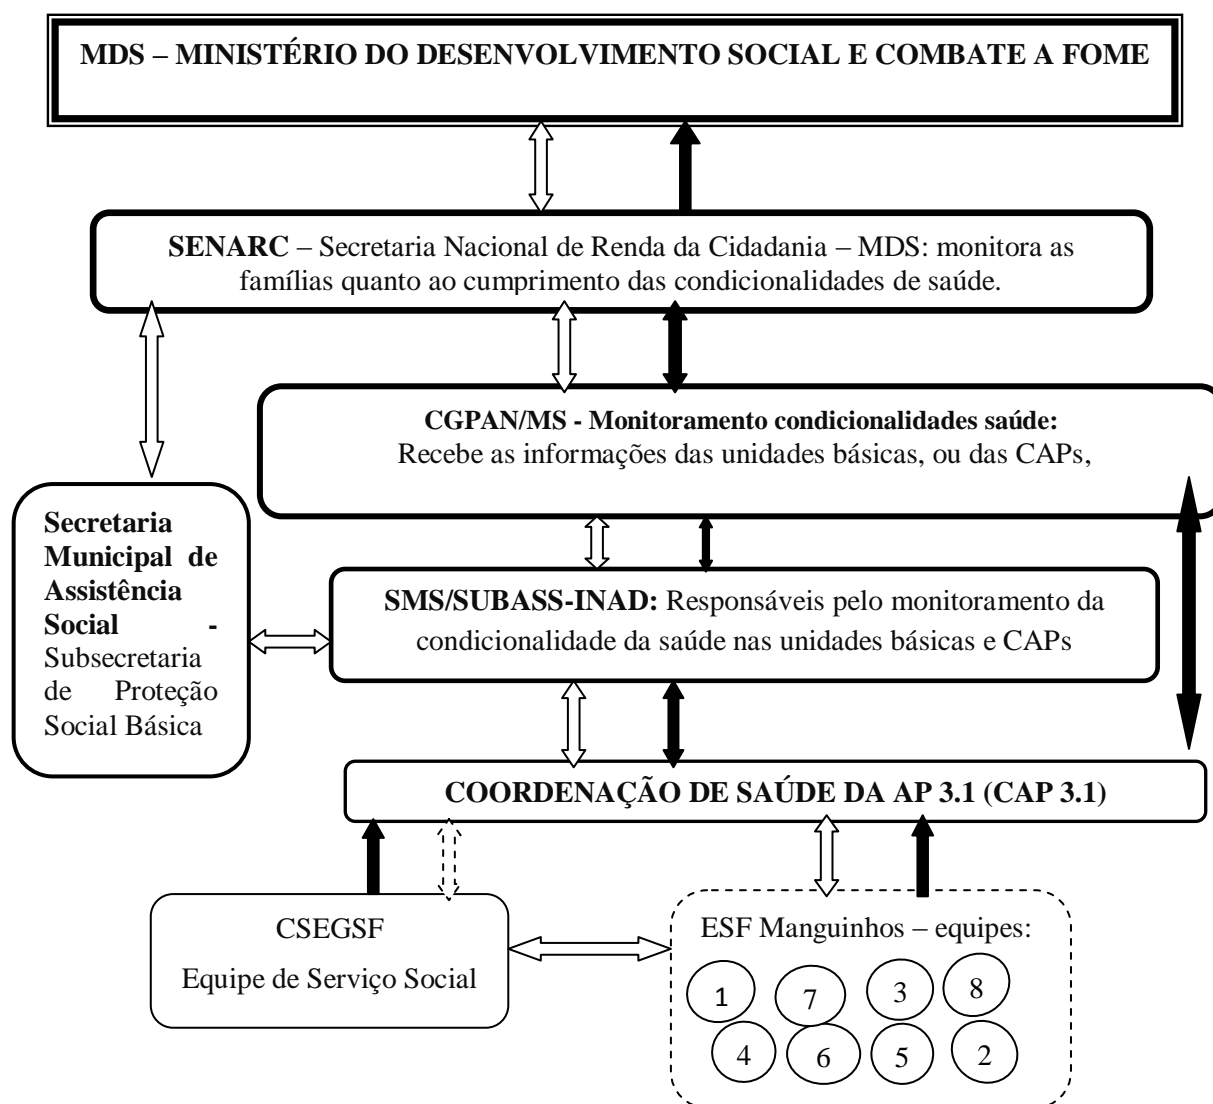 MDS – MINISTÉRIO DO DESENVOLVIMENTO SOCIAL E COMBATE A FOME
SENARC – Secretaria Nacional de Renda da Cidadania – MDS: monitora as
famílias quanto ao cumprimento das condicionalidades de saúde.
CGPAN/MS - Monitoramento condicionalidades saúde:
Recebe as informações das unidades básicas, ou das CAPs,
Secretaria
Municipal de
Assistência
Social -
Subsecretaria
de Proteção
Social Básica
SMS/SUBASS-INAD: Responsáveis pelo monitoramento da
condicionalidade da saúde nas unidades básicas e CAPs
COORDENAÇÃO DE SAÚDE DA AP 3.1 (CAP 3.1)
CSEGSF
Equipe de Serviço Social
ESF Manguinhos – equipes:
1 7 3 8
4 6 5 2